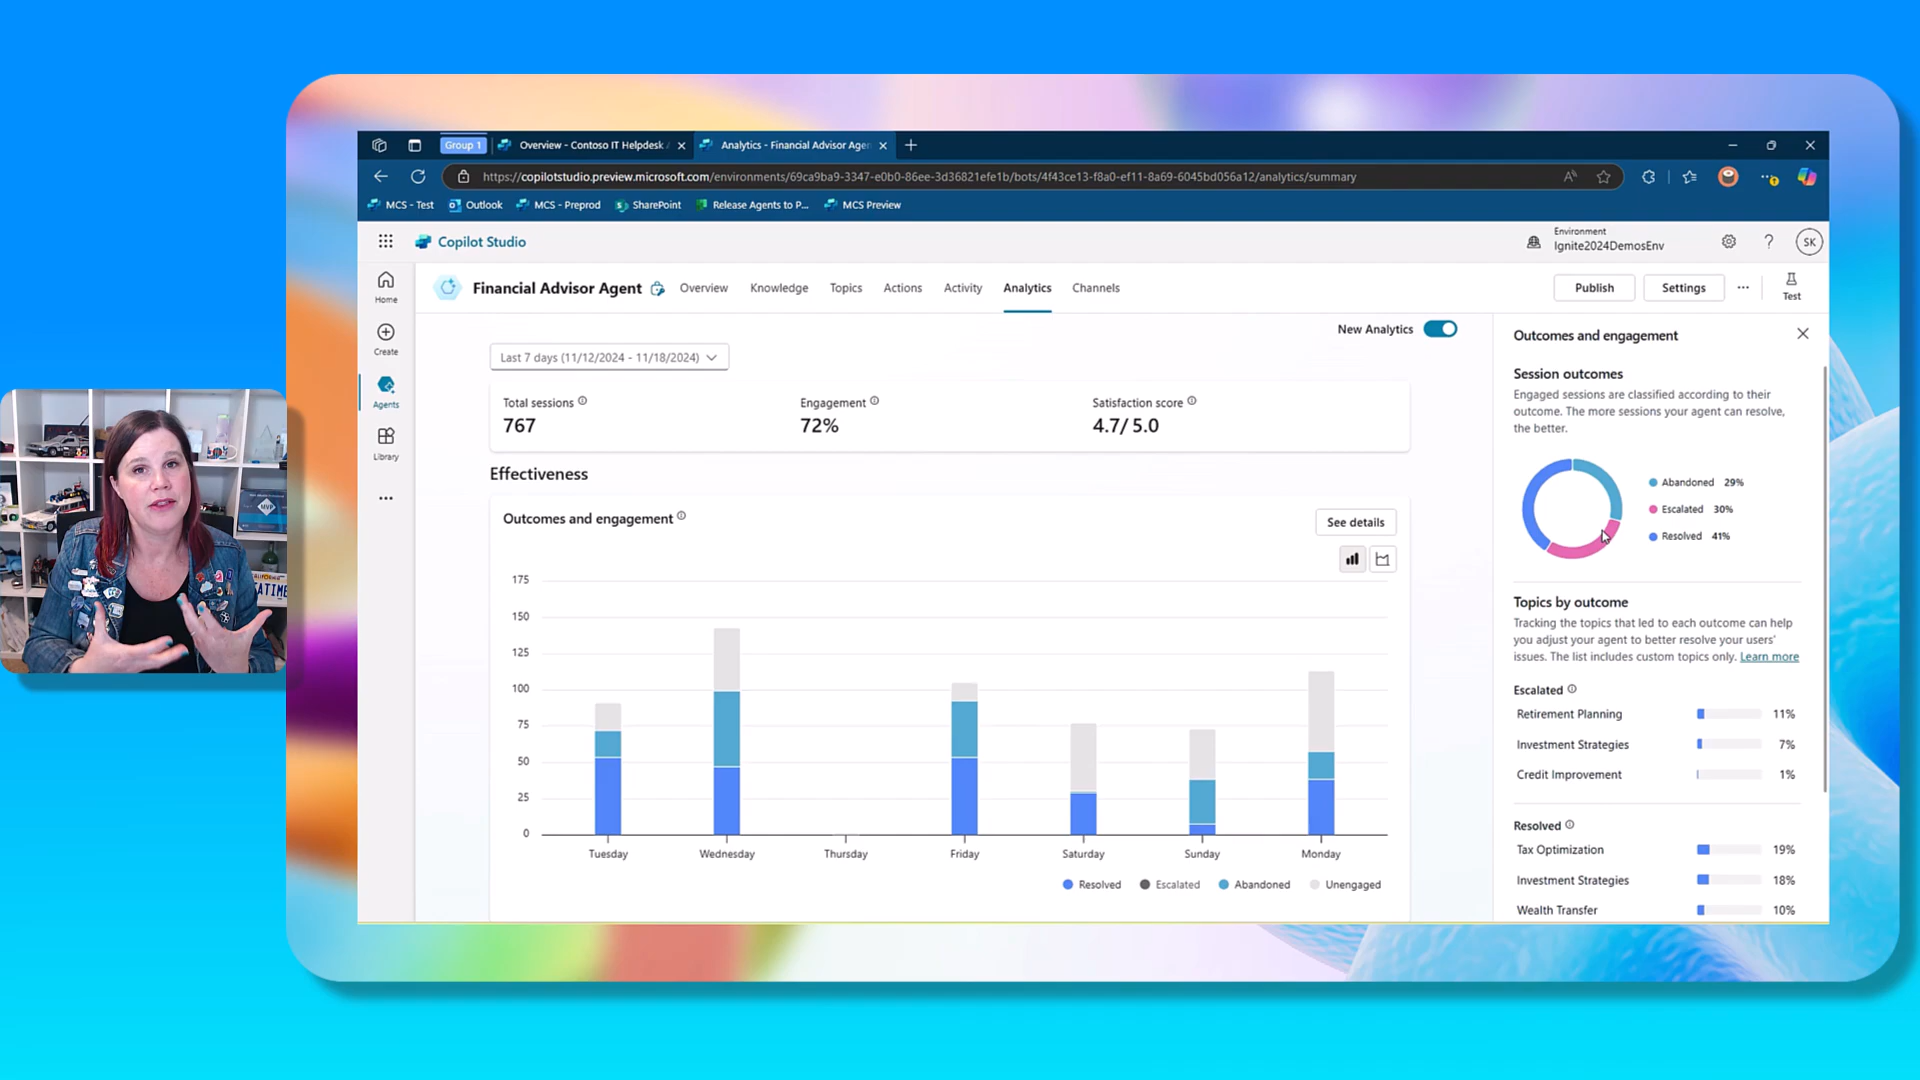 Group 1
Overview - Contoso IT Helpdesk
Analytics - Financial Advisor Agen
https://copilotstudio.preview.microsoft.com/environments/69ca9ba9-3347-e0b0-86ee-3d36821efe1b/bots/4f43ce13-f8a0-ef11-8a69-6045bd056a12/analytics/summary
MCS - Test
Outlook
MCS - Preprod
SharePoint
Release Agents to P...
MCS Preview
Copilot Studio
Environment
Ignite2024DemosEnv
?
SK
Home
Create
Agents
Library
Financial Advisor Agent
Overview
Knowledge
Topics
Actions
Activity
Analytics
Channels
Publish
Settings
Test
New Analytics
Last 7 days (11/12/2024 - 11/18/2024)
Total sessions
767
Engagement
72%
Satisfaction score
4.7/ 5.0
Effectiveness
Outcomes and engagement
See details
175
150
125
100
75
50
25
0
Tuesday
Wednesday
Thursday
Friday
Saturday
Sunday
Monday
Resolved
Escalated
Abandoned
Unengaged
Outcomes and engagement
Session outcomes
Engaged sessions are classified according to their
outcome. The more sessions your agent can resolve,
the better.
Abandoned 29%
Escalated 30%
Resolved 41%
Topics by outcome
Tracking the topics that led to each outcome can help
you adjust your agent to better resolve your users'
issues. The list includes custom topics only. Learn more
Escalated
Retirement Planning 11%
Investment Strategies 7%
Credit Improvement 1%
Resolved
Tax Optimization 19%
Investment Strategies 18%
Wealth Transfer 10%
MVP